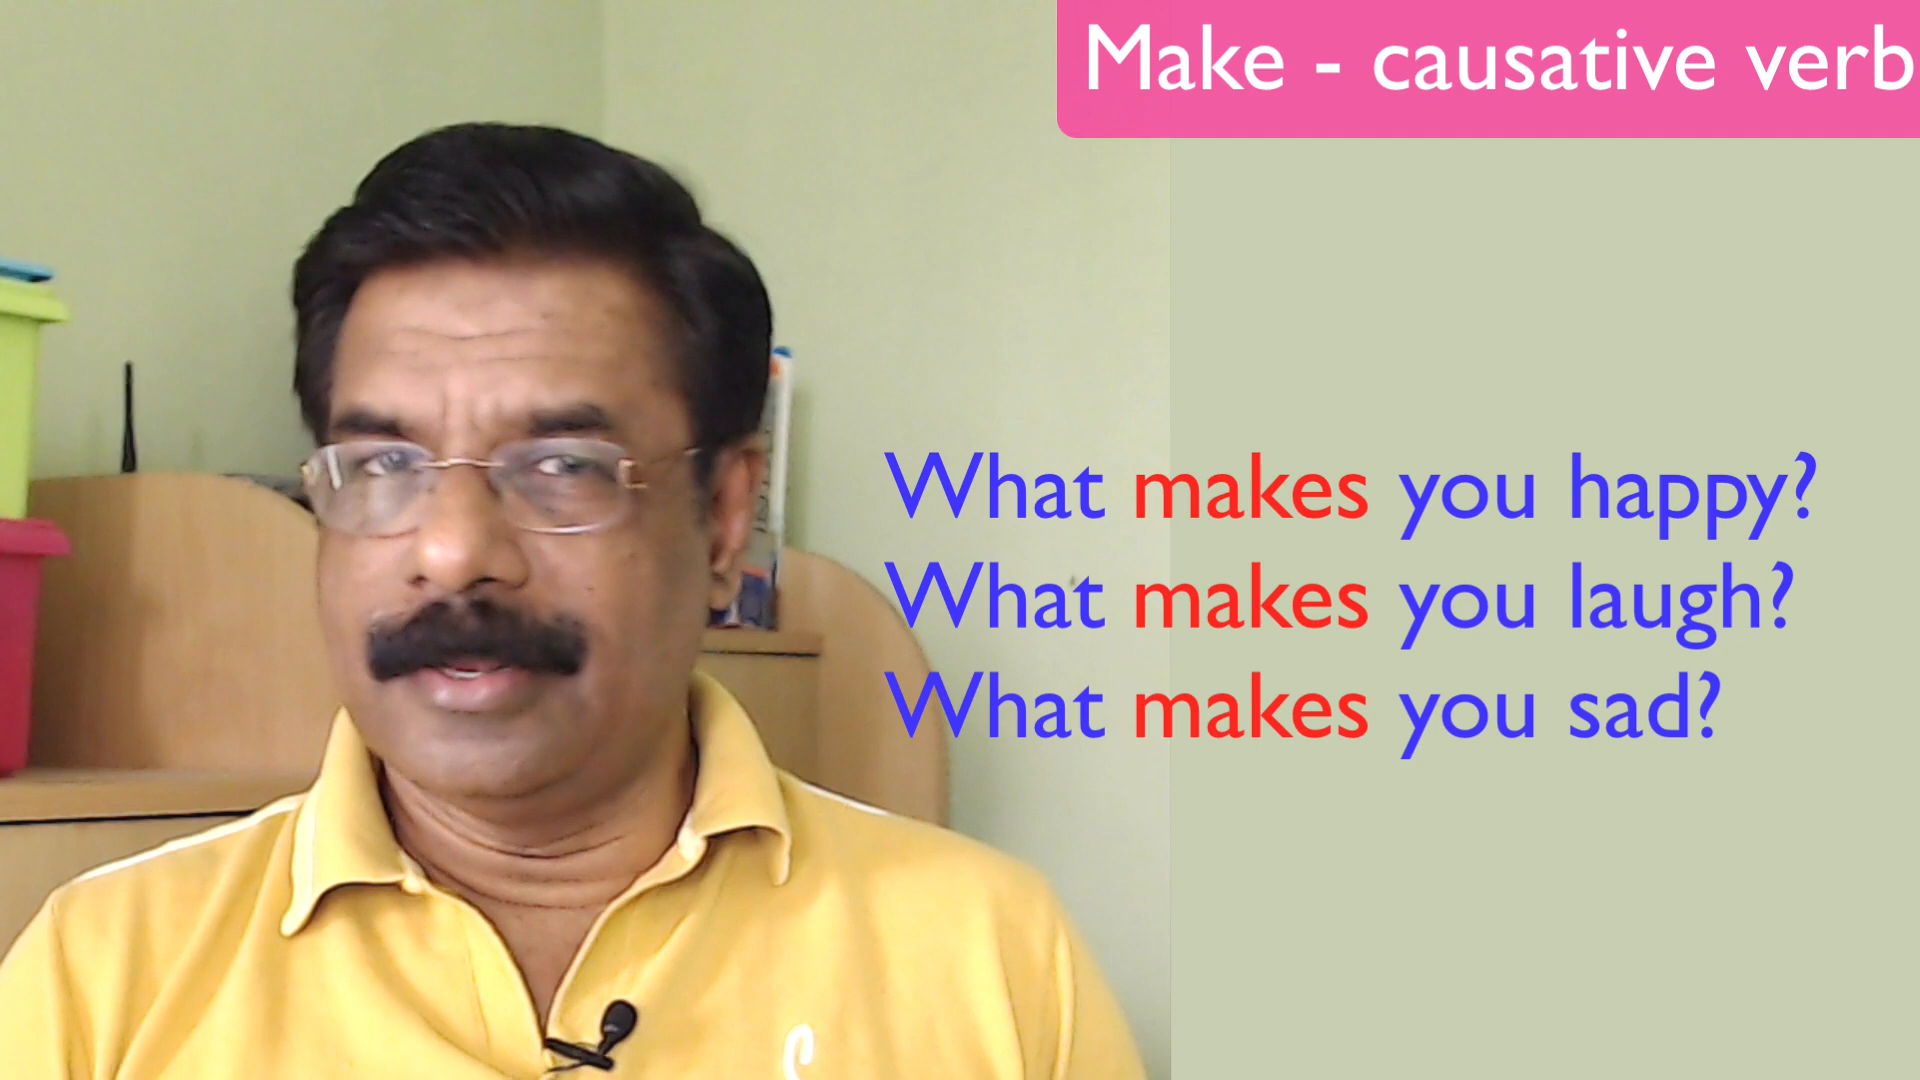 Make - causative verb
What makes you happy?
What makes you laugh?
What makes you sad?